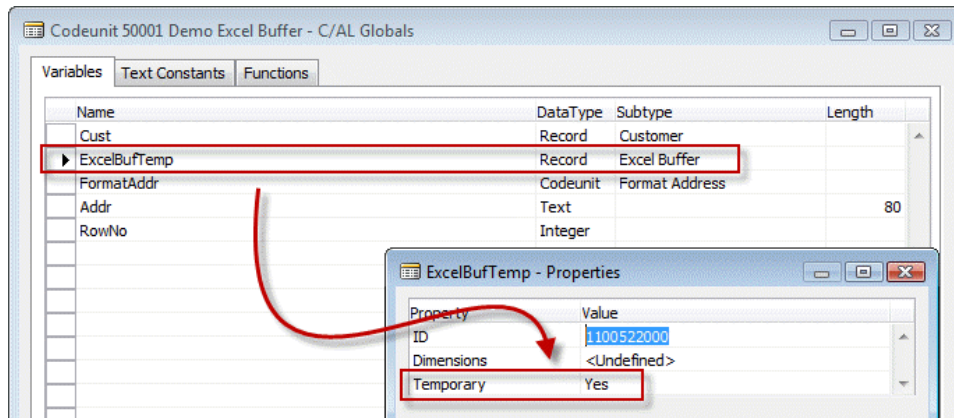 Codeunit 50001 Demo Excel Buffer - C/AL Globals
Variables Text Constants Functions
Name DataType Subtype Length
Cust Record Customer
ExcelBufTemp Record Excel Buffer
FormatAddr Codeunit Format Address
Addr Text 80
RowNo Integer
ExcelBufTemp - Properties
Property Value
ID 1100522000
Dimensions <Undefined>
Temporary Yes